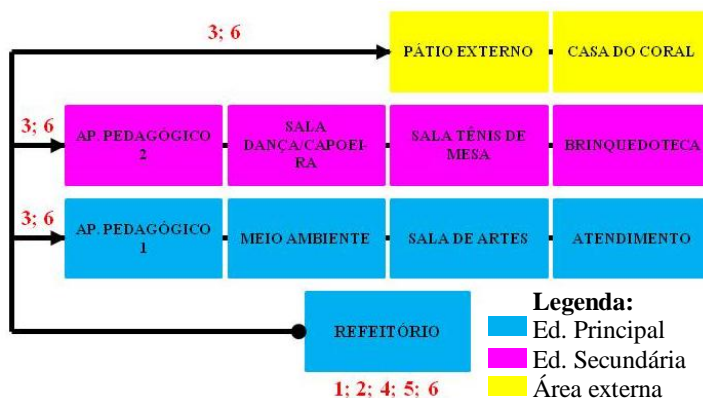 3; 6
PÁTIO EXTERNO
CASA DO CORAL
3; 6
AP. PEDAGÓGICO
2
SALA
DANÇA/CAPOEI-
RA
SALA TÊNIS DE
MESA
BRINQUEDOTECA
3; 6
AP. PEDAGÓGICO
1
MEIO AMBIENTE
SALA DE ARTES
ATENDIMENTO
REFEITÓRIO
1; 2; 4; 5; 6
Legenda:
Ed. Principal
Ed. Secundária
Área externa